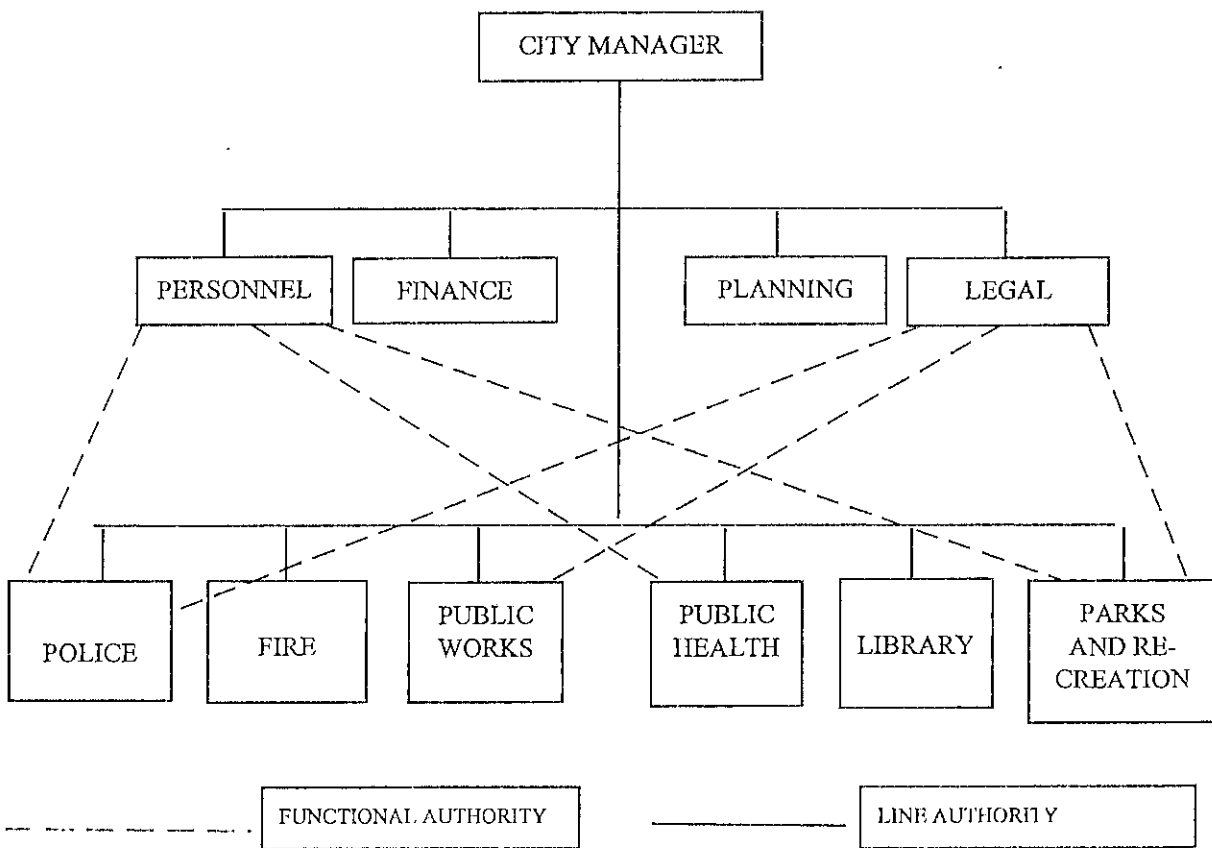 CITY MANAGER
PERSONNEL
FINANCE
PLANNING
LEGAL
POLICE
FIRE
PUBLIC
WORKS
PUBLIC
HEALTH
LIBRARY
PARKS
AND RE-
CREATION
FUNCTIONAL AUTHORITY
LINE AUTHORITY